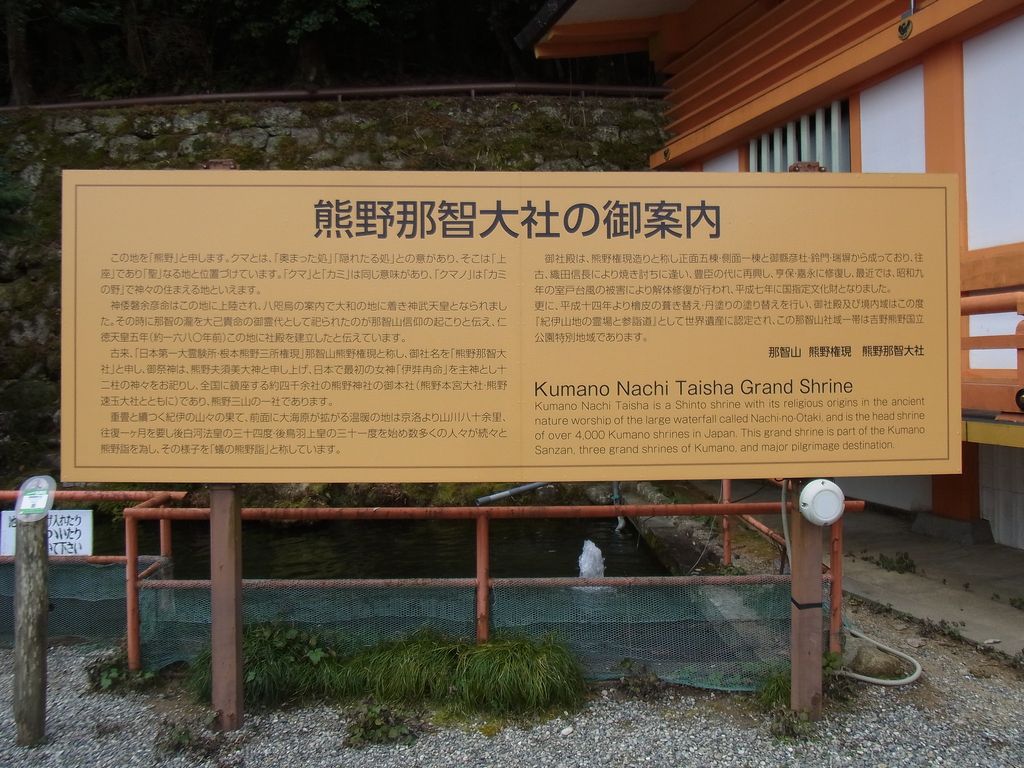 熊野那智大社の御案内
この地を「熊野」と申します。クマとは、「奥まった処」「隠れたる処」との意があり、そこは「上
座」であり「聖」なる地と位置づけています。「クマ」と「カミ」は同じ意味があり、「クマノ」は「カミ
の野」で神々の住まえる地といえます。
神倭磐余彦命はこの地に上陸され、八咫烏の案内で大和の地に着き神武天皇となられまし
た。その時に那智の瀧を大己貴命の御霊代として祀られたのが那智山信仰の起こりと伝え、仁
徳天皇五年(約一六八〇年前)この地に社殿を建立したと伝えています。
古来、「日本第一大霊験所・根本熊野三所権現」那智山熊野権現と称し、御社名を「熊野那智大
社」と申し、御祭神は、熊野夫須美大神と申し上げ、日本で最初の女神「伊弉冉命」を主神とし十
二柱の神々をお祀りし、全国に鎮座する約四千余社の熊野神社の御本社(熊野本宮大社・熊野
速玉大社とともに)であり、熊野三山の一社であります。
重畳と續つく紀伊の山々の果て、前面に大海原が拡がる温暖の地は京洛より山川八十余里、
往復一ヶ月を要し後白河法皇の三十四度・後鳥羽上皇の三十一度を始め数多くの人々が続々と
熊野詣を為し、その様子を「蟻の熊野詣」と称しています。
御社殿は、熊野権現造りと称し正面五棟・側面一棟と御縣彦社・鈴門・瑞塀から成っており、往
古、織田信長により焼き討ちに逢い、豊臣の代に再興し、享保・嘉永に修復し、最近では、昭和九
年の室戸台風の被害により解体修復が行われ、平成七年に国指定文化財となりました。
更に、平成十四年より檜皮の葺き替え・丹塗りの塗り替えを行い、御社殿及び境内域はこの度
「紀伊山地の霊場と参詣道」として世界遺産に認定され、この那智山社域一帯は吉野熊野国立
公園特別地域であります。
那智山 熊野権現 熊野那智大社
Kumano Nachi Taisha Grand Shrine
Kumano Nachi Taisha is a Shinto shrine with its religious origins in the ancient
nature worship of the large waterfall called Nachi-no-Otaki, and is the head shrine
of over 4,000 Kumano shrines in Japan. This grand shrine is part of the Kumano
Sanzan, three grand shrines of Kumano, and major pilgrimage destination.
げ入れたり
いたり
て下さい